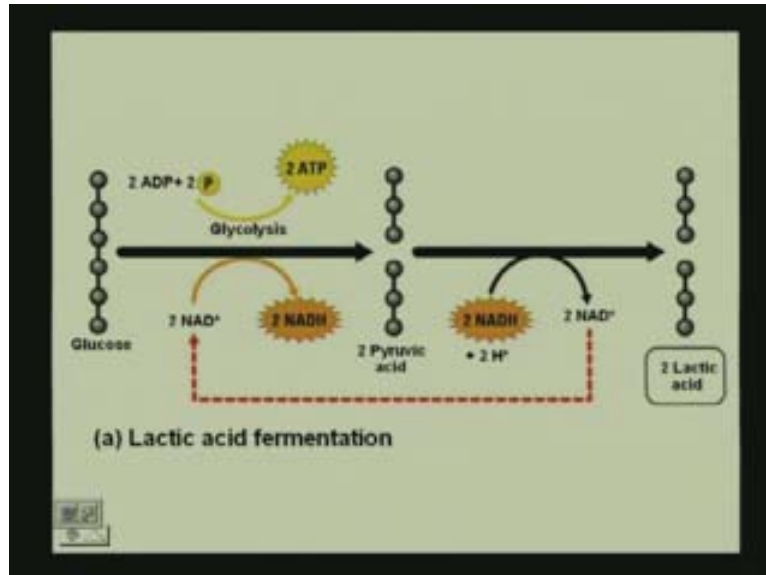 2 ADP+ 2 P
2 ATP
Glycolysis
2 NAD⁺
2 NADH
Glucose
2 Pyruvic
acid
2 NADH
+ 2 H⁺
2 NAD⁺
2 Lactic
acid
(a) Lactic acid fermentation